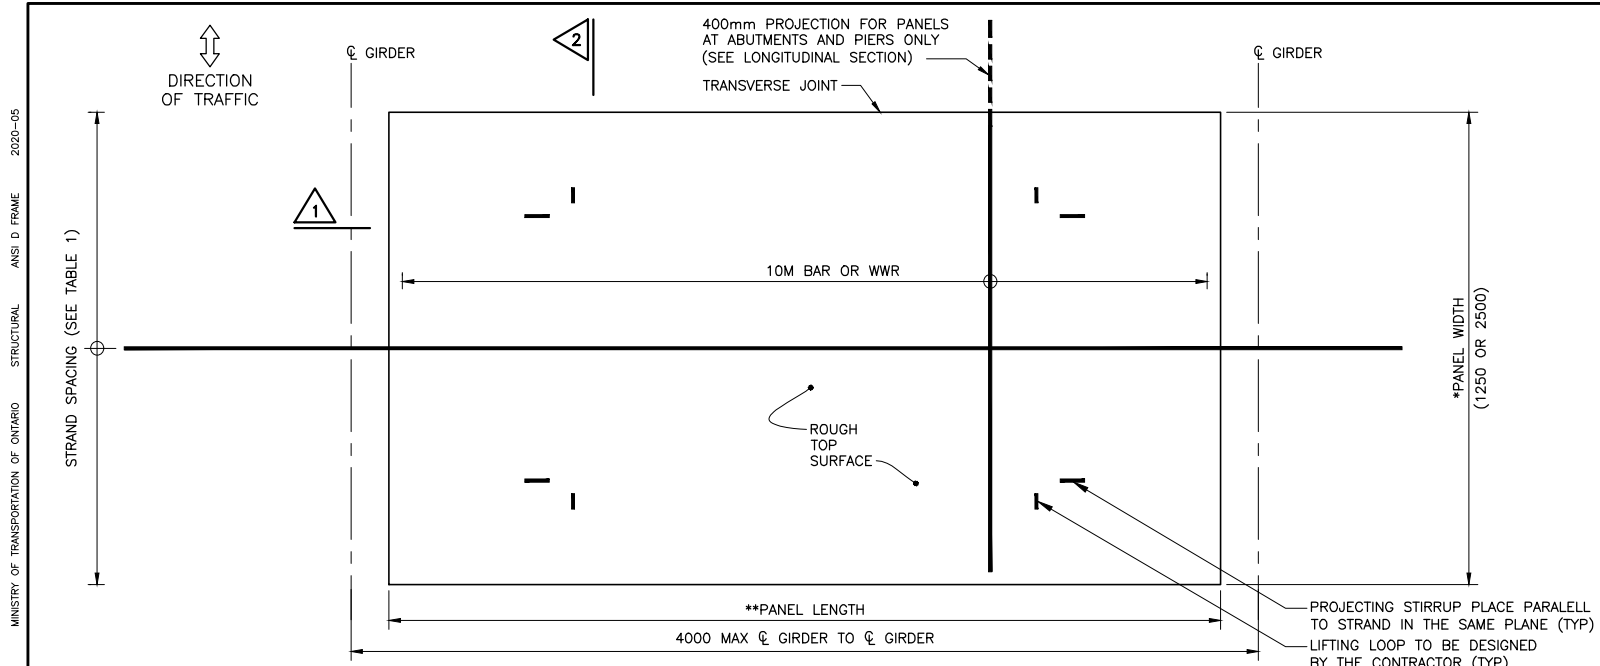 400mm PROJECTION FOR PANELS
AT ABUTMENTS AND PIERS ONLY
(SEE LONGITUDINAL SECTION)
2
℄ GIRDER
℄ GIRDER
DIRECTION
OF TRAFFIC
TRANSVERSE JOINT
1
10M BAR OR WWR
STRAND SPACING (SEE TABLE 1)
*PANEL WIDTH
(1250 OR 2500)
ROUGH
TOP
SURFACE
**PANEL LENGTH
4000 MAX ℄ GIRDER TO ℄ GIRDER
PROJECTING STIRRUP PLACE PARALELL
TO STRAND IN THE SAME PLANE (TYP)
LIFTING LOOP TO BE DESIGNED
BY THE CONTRACTOR (TYP)
MINISTRY OF TRANSPORTATION OF ONTARIO STRUCTURAL ANSI D FRAME 2020-05